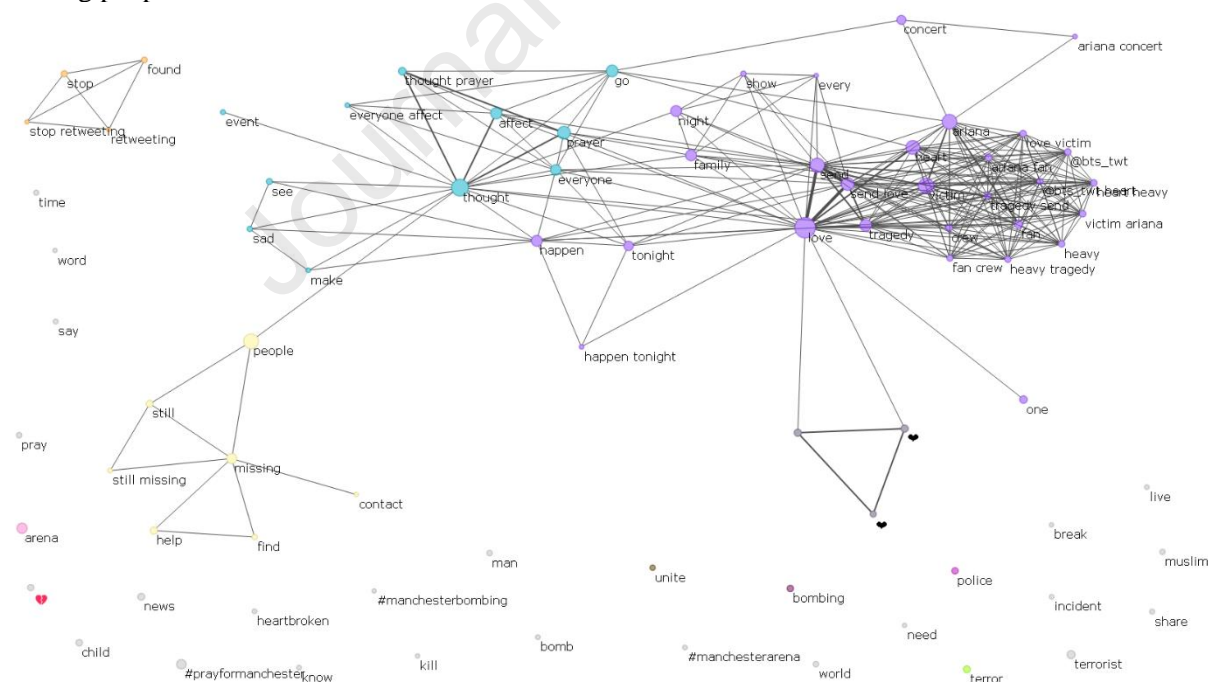 concert
ariana concert
found
stop
stop retweeting
retweeting
thought prayer
go
show
every
everyone affect
affect
event
night
prayer
ariana
love victim
heart
family
ariana fan
@bts_twt
send
everyone
see
thought
send love
victim
@bts_twt heart
heart heavy
tragedy send
time
victim ariana
love
tragedy
crew
fan
sad
happen
tonight
heavy
word
fan crew
heavy tragedy
make
say
people
happen tonight
still
one
pray
❤
missing
still missing
contact
live
arena
help
find
❤
break
man
muslim
unite
police
💔
news
#manchesterbombing
bombing
incident
heartbroken
share
child
bomb
need
#manchesterarena
kill
world
terrorist
#prayformanchester
know
terror